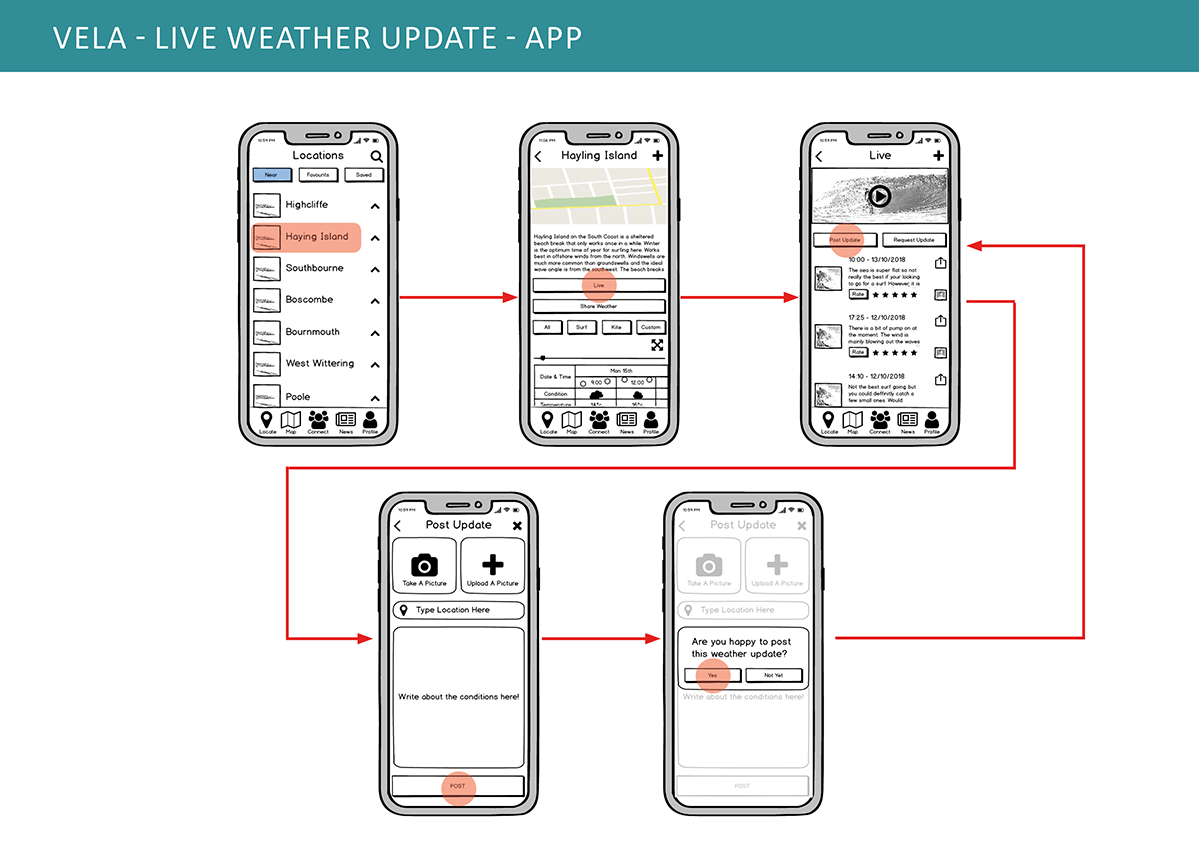 VELA - LIVE WEATHER UPDATE - APP
10:59 PM
Locations
Near Favourits Saved
Highcliffe
Haying Island
Southbourne
Boscombe
Bournmouth
West Wittering
Poole
Locate Map Connect News Profile
11:06 PM
Hayling Island
Hayling Island on the South Coast is a sheltered
beach break that only works once in a while. Winter
is the optimum time of year for surfing here. Works
best in offshore winds from the north. Windswells are
much more common than groundswells and the ideal
wave angle is from the southwest. The beach breaks
Live
Share Weather
All Surf Kite Custom
Mon 15th
Date & Time
9:00 12:00
Condition
Temperature 14°c 16°c
Locate Map Connect News Profile
10:59 PM
Live
Post Update Request Update
10:00 - 13/10/2018
The sea is super flat so not
really the best if your looking
to go for a surf. However, it is
Rate
17:25 - 12/10/2018
There is a bit of pump on at
the moment. The wind is
mainly blowing out the waves
Rate
14:10 - 12/10/2018
Not the best surf going but
you could deffinitly catch a
few small ones. Would
Locate Map Connect News Profile
10:59 PM
Post Update
Take A Picture Upload A Picture
Type Location Here
Write about the conditions here!
POST
10:59 PM
Post Update
Take A Picture Upload A Picture
Type Location Here
Are you happy to post
this weather update?
Yes Not Yet
Write about the conditions here!
POST